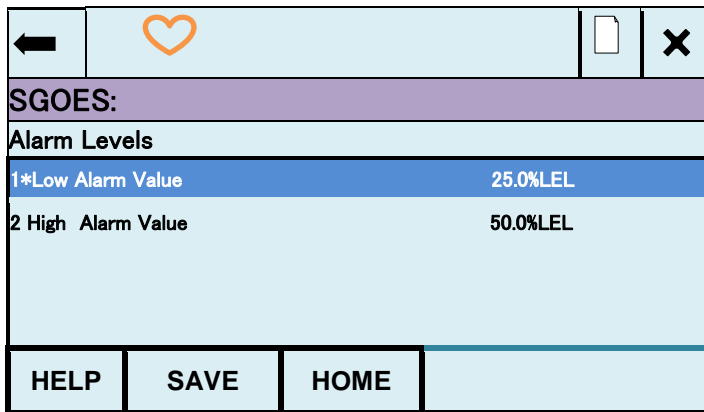 SGOES:
Alarm Levels
1*Low Alarm Value 25.0%LEL
2 High Alarm Value 50.0%LEL
HELP SAVE HOME